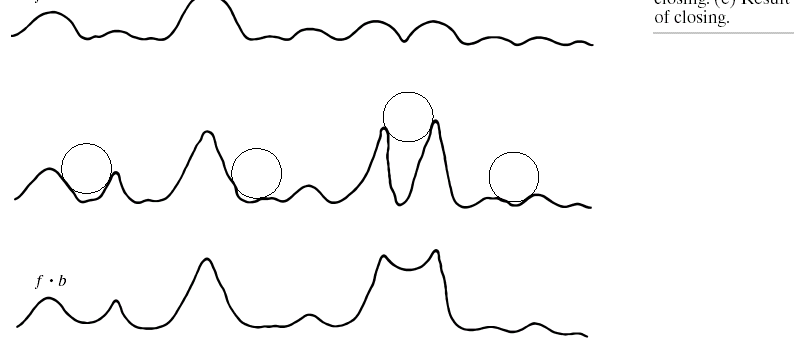 closing. (e) Result
of closing.
f · b